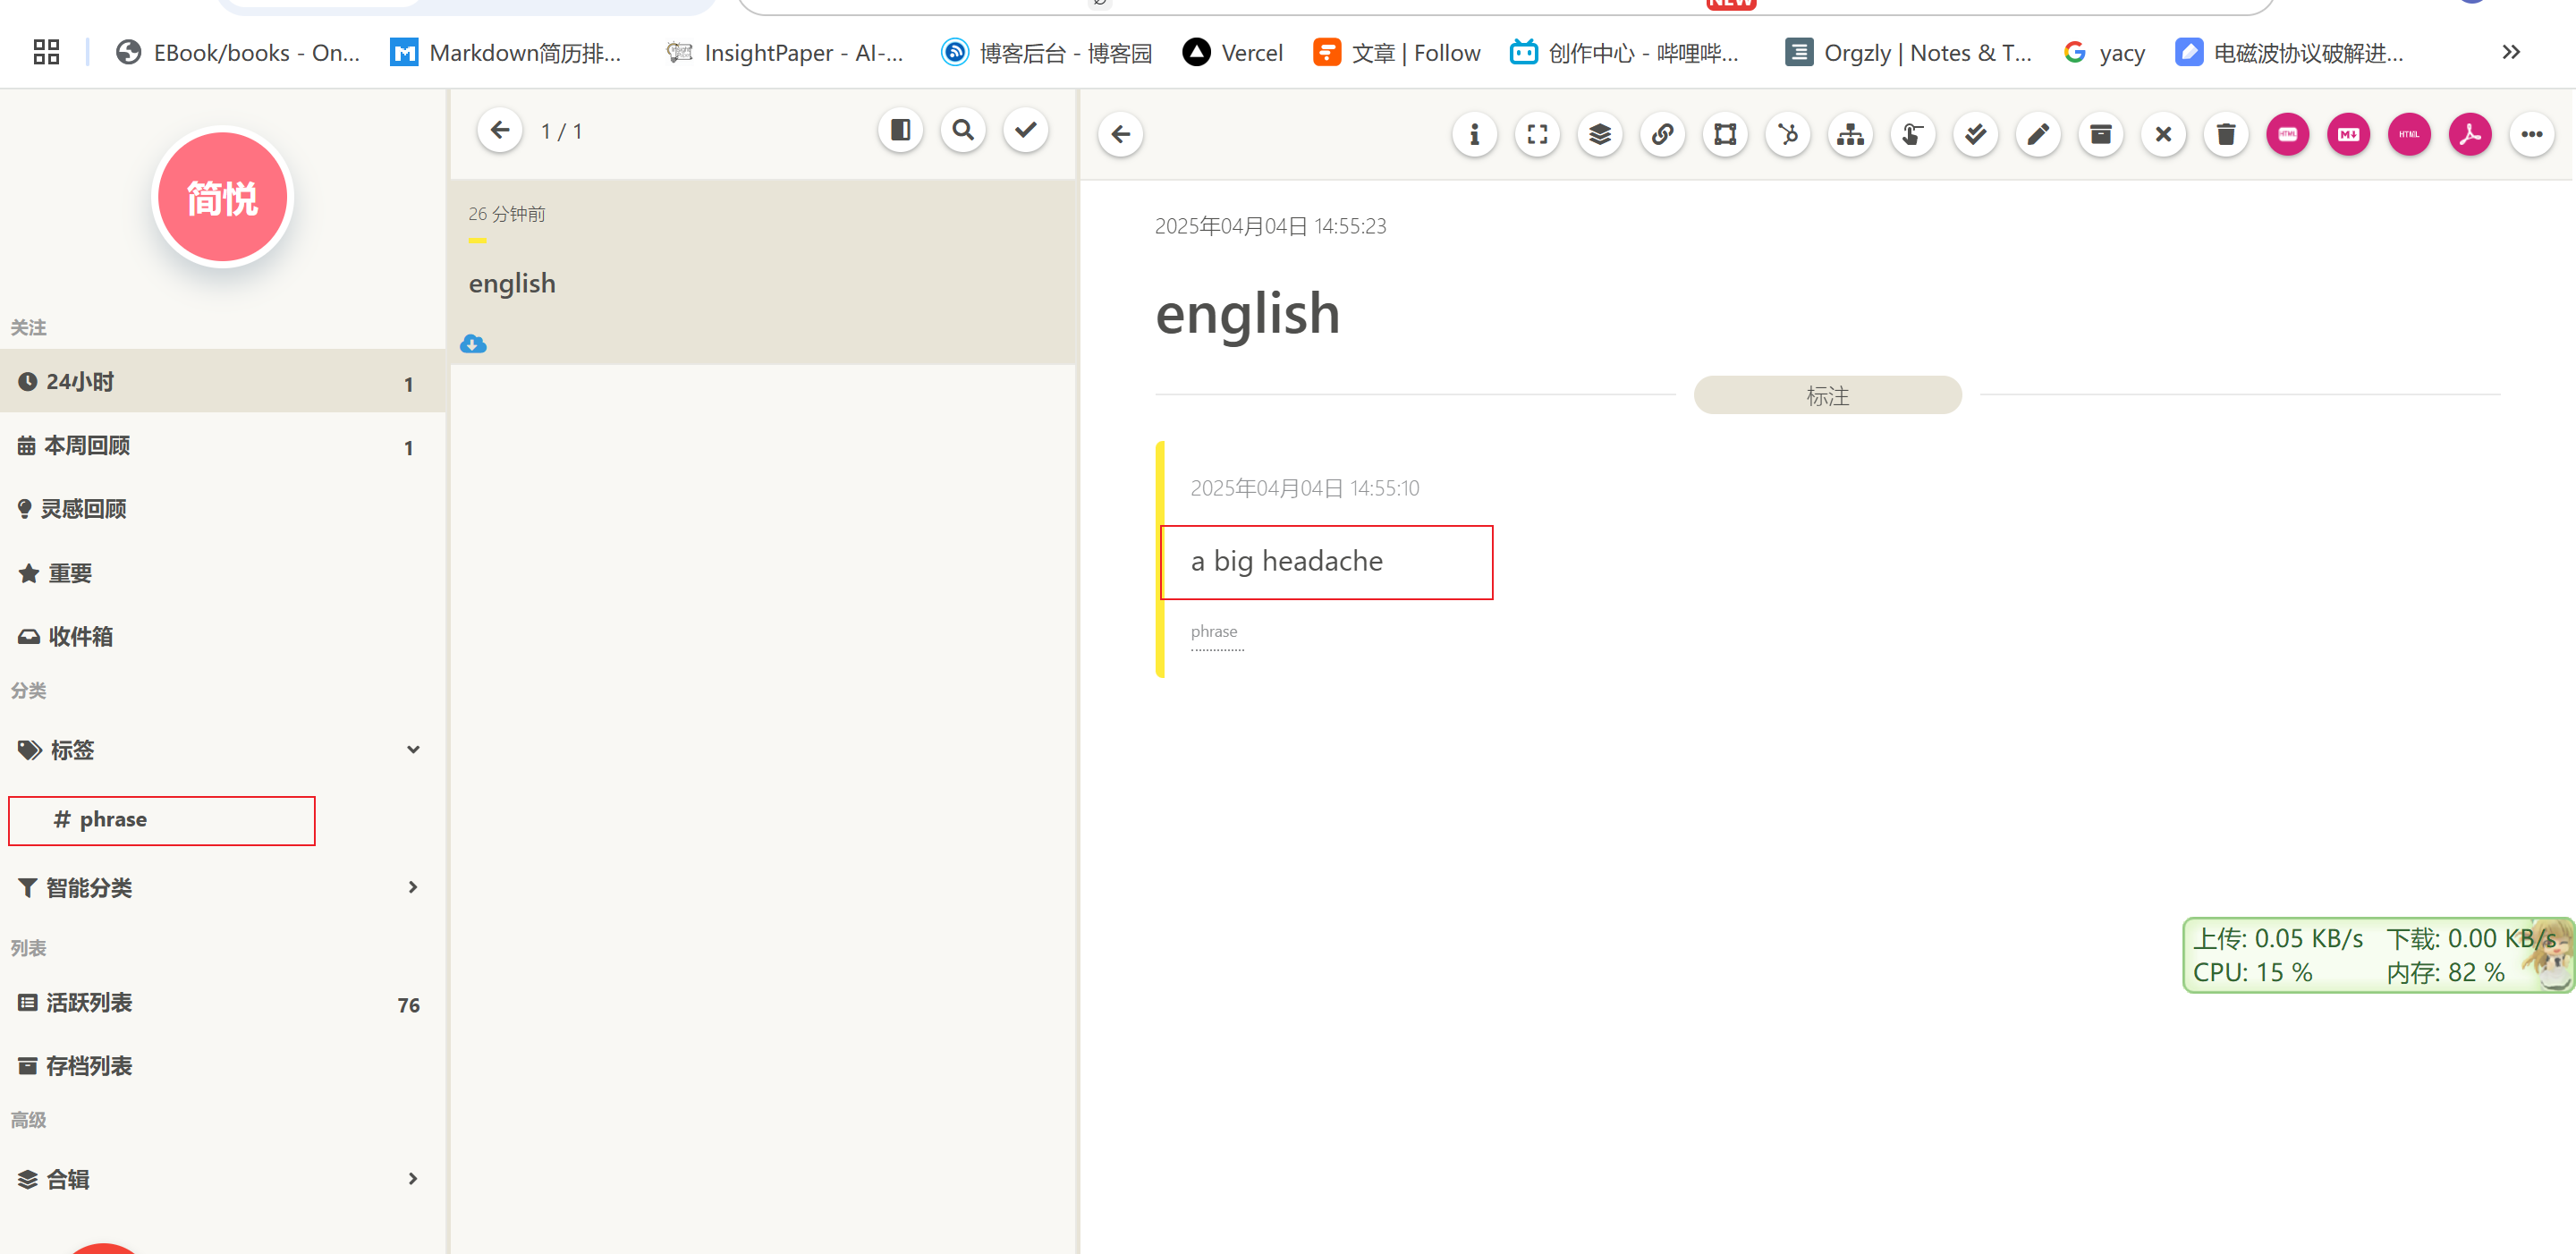 NEW
EBook/books - On...
Markdown简历排...
InsightPaper - AI-...
博客后台 - 博客园
Vercel
文章 | Follow
创作中心 - 哔哩哔...
Orgzly | Notes & T...
yacy
电磁波协议破解进...
简悦
关注
24小时 1
本周回顾 1
灵感回顾
重要
收件箱
分类
标签
# phrase
智能分类
列表
活跃列表 76
存档列表
高级
合辑
1 / 1
26 分钟前
english
HTML
M
HTML
2025年04月04日 14:55:23
english
标注
2025年04月04日 14:55:10
a big headache
phrase
上传: 0.05 KB/s 下载: 0.00 KB/s
CPU: 15 % 内存: 82 %